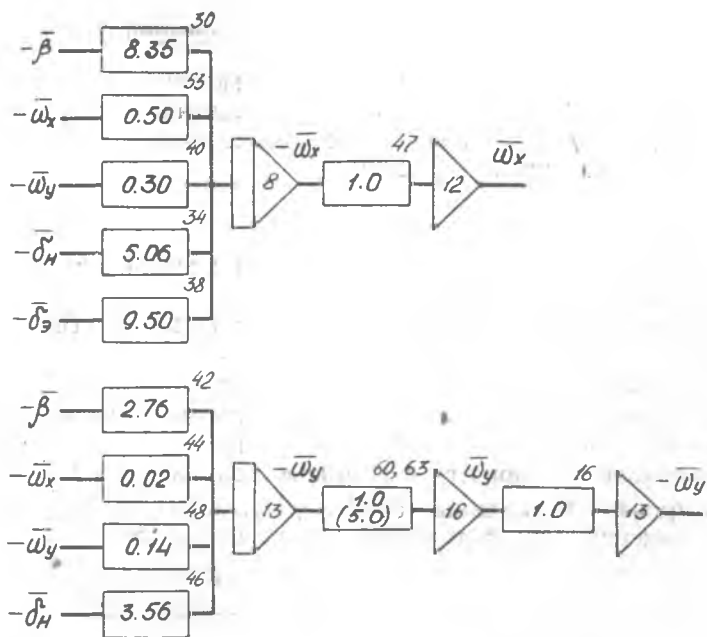 30
-β̅ 8.35
53
-ω̅x 0.50
40
-ω̅y 0.30
34
-δ̅н 5.06
38
-δ̅э 9.50
8 -ω̅x 47 1.0 12 ω̅x
42
-β̅ 2.76
44
-ω̅x 0.02
48
-ω̅y 0.14
46
-δ̅н 3.56
13 -ω̅y 60, 63 1.0 ω̅y 16 16 1.0 13 -ω̅y
(5.0)